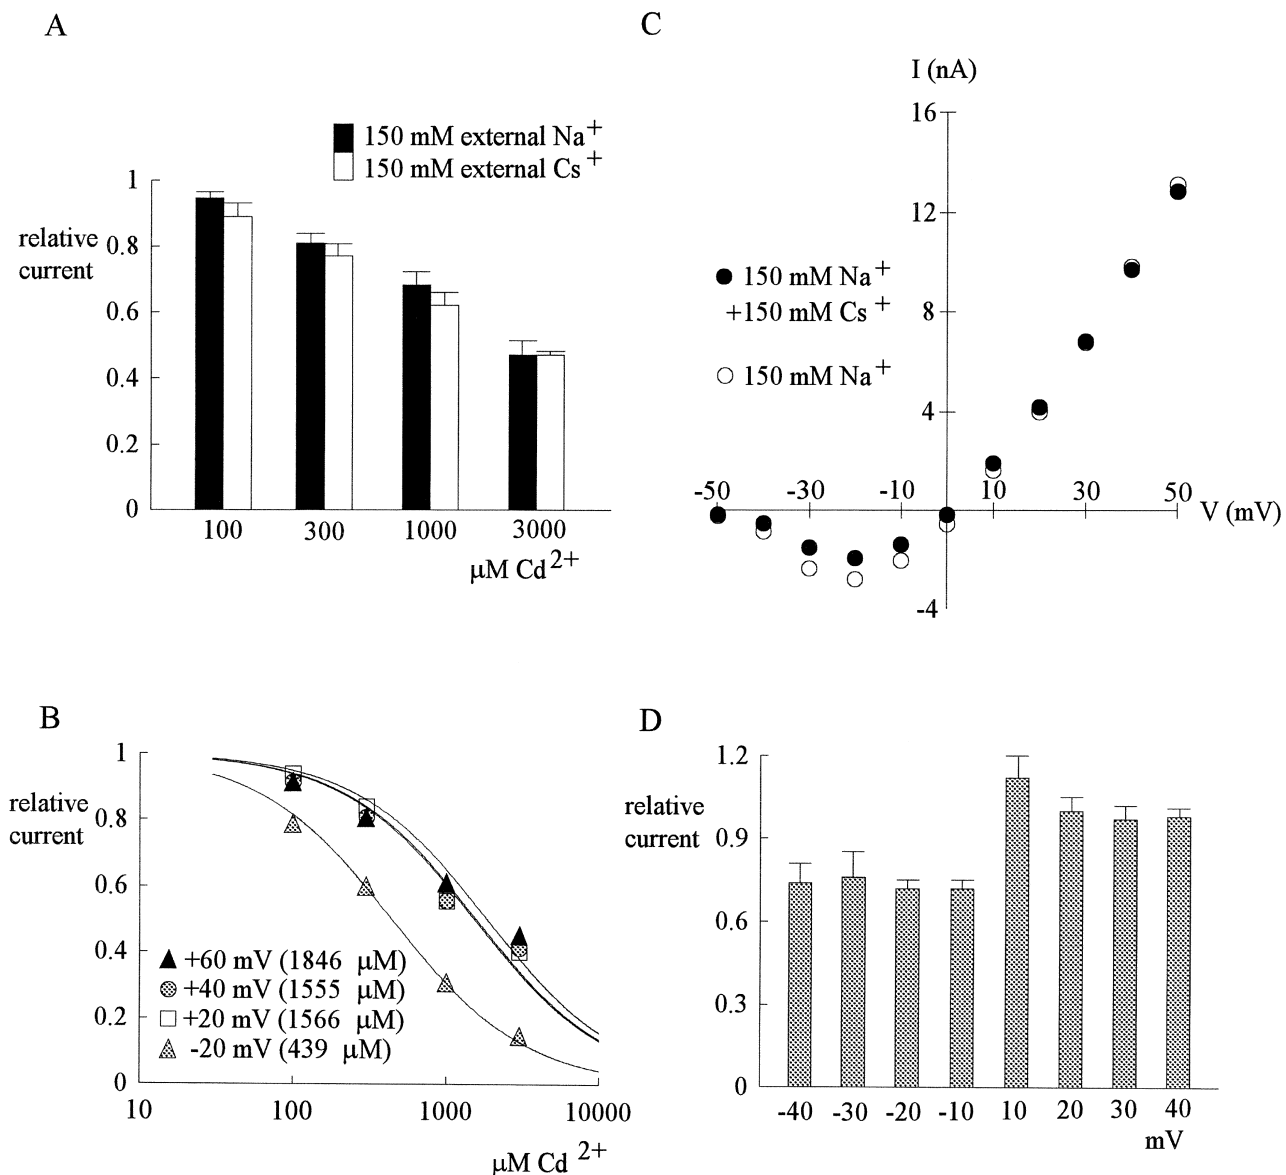 A
150 mM external Na+
150 mM external Cs+
relative
current
1
0.8
0.6
0.4
0.2
0
100 300 1000 3000
μM Cd2+
C
I (nA)
16
12
8
4
-4
150 mM Na+
+150 mM Cs+
150 mM Na+
-50 -30 -10 10 30 50
V (mV)
B
relative
current
1
0.8
0.6
0.4
0.2
0
+60 mV (1846 μM)
+40 mV (1555 μM)
+20 mV (1566 μM)
-20 mV (439 μM)
10 100 1000 10000
μM Cd2+
D
relative
current
1.2
0.9
0.6
0.3
0
-40 -30 -20 -10 10 20 30 40
mV